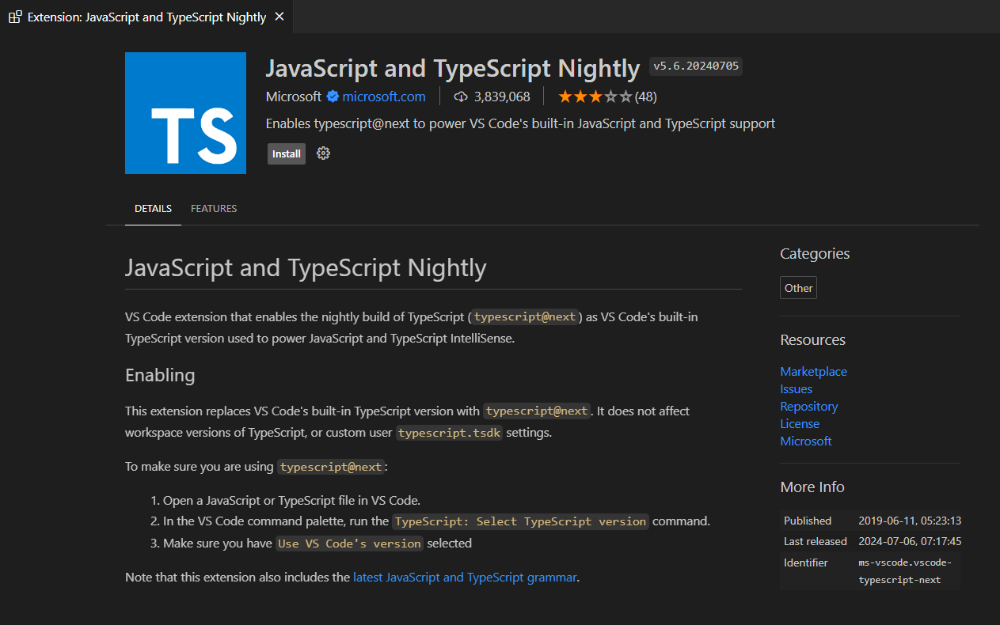 Extension: JavaScript and TypeScript Nightly
TS
JavaScript and TypeScript Nightly v5.6.20240705
Microsoft microsoft.com 3,839,068 (48)
Enables typescript@next to power VS Code's built-in JavaScript and TypeScript support
Install
DETAILS FEATURES
JavaScript and TypeScript Nightly
VS Code extension that enables the nightly build of TypeScript (typescript@next) as VS Code's built-in
TypeScript version used to power JavaScript and TypeScript IntelliSense.
Enabling
This extension replaces VS Code's built-in TypeScript version with typescript@next. It does not affect
workspace versions of TypeScript, or custom user typescript.tsdk settings.
To make sure you are using typescript@next:
1. Open a JavaScript or TypeScript file in VS Code.
2. In the VS Code command palette, run the TypeScript: Select TypeScript version command.
3. Make sure you have Use VS Code's version selected
Note that this extension also includes the latest JavaScript and TypeScript grammar.
Categories
Other
Resources
Marketplace
Issues
Repository
License
Microsoft
More Info
Published 2019-06-11, 05:23:13
Last released 2024-07-06, 07:17:45
Identifier ms-vscode.vscode-
typescript-next